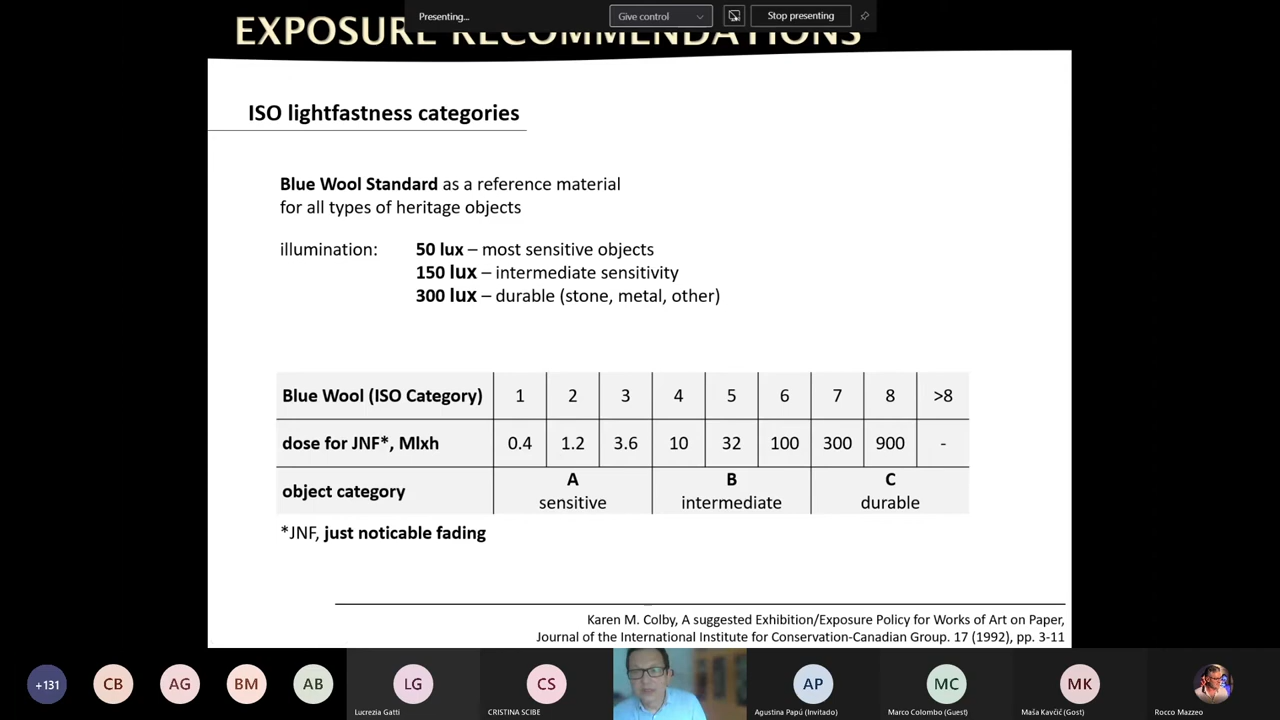 Presenting...
Give control
Stop presenting
EXPOSURE RECOMMENDATIONS
ISO lightfastness categories
Blue Wool Standard as a reference material
for all types of heritage objects
illumination: 50 lux – most sensitive objects
150 lux – intermediate sensitivity
300 lux – durable (stone, metal, other)
Blue Wool (ISO Category) 1 2 3 4 5 6 7 8 >8
dose for JNF*, Mlxh 0.4 1.2 3.6 10 32 100 300 900 -
object category A sensitive B intermediate C durable
*JNF, just noticable fading
Karen M. Colby, A suggested Exhibition/Exposure Policy for Works of Art on Paper,
Journal of the International Institute for Conservation-Canadian Group. 17 (1992), pp. 3-11
+131 CB AG BM AB LG CS AP MC MK
Lucrezia Gatti CRISTINA SCIBE Agustina Papú (Invitado) Marco Colombo (Guest) Maša Kavčič (Gost) Rocco Mazzeo